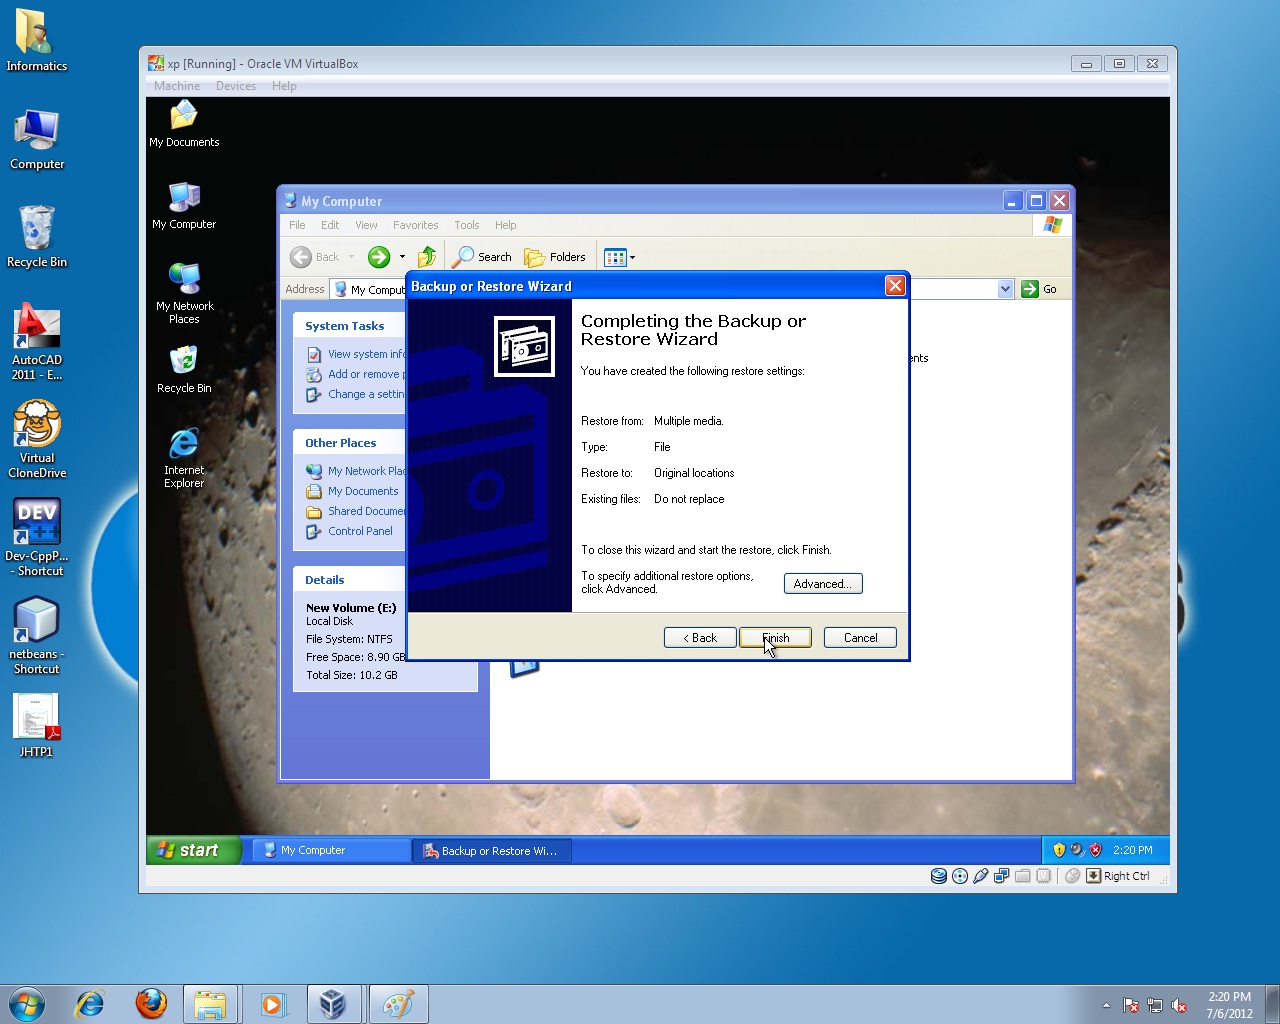 Informatics
Computer
Recycle Bin
AutoCAD
2011 - E...
Virtual
CloneDrive
DEV
C++
Dev-CppP...
- Shortcut
netbeans -
Shortcut
JHTP1
xp [Running] - Oracle VM VirtualBox
Machine Devices Help
My Documents
My Computer
My Network
Places
Recycle Bin
Internet
Explorer
My Computer
File Edit View Favorites Tools Help
Back Search Folders
Address My Comput Go
System Tasks
View system info
Add or remove p
Change a settin
Other Places
My Network Plac
My Documents
Shared Documen
Control Panel
Details
New Volume (E:)
Local Disk
File System: NTFS
Free Space: 8.90 GB
Total Size: 10.2 GB
ents
Backup or Restore Wizard
Completing the Backup or
Restore Wizard
You have created the following restore settings:
Restore from: Multiple media.
Type: File
Restore to: Original locations
Existing files: Do not replace
To close this wizard and start the restore, click Finish.
To specify additional restore options,
click Advanced.
Advanced...
< Back Finish Cancel
start My Computer Backup or Restore Wi... 2:20 PM
Right Ctrl
2:20 PM
7/6/2012